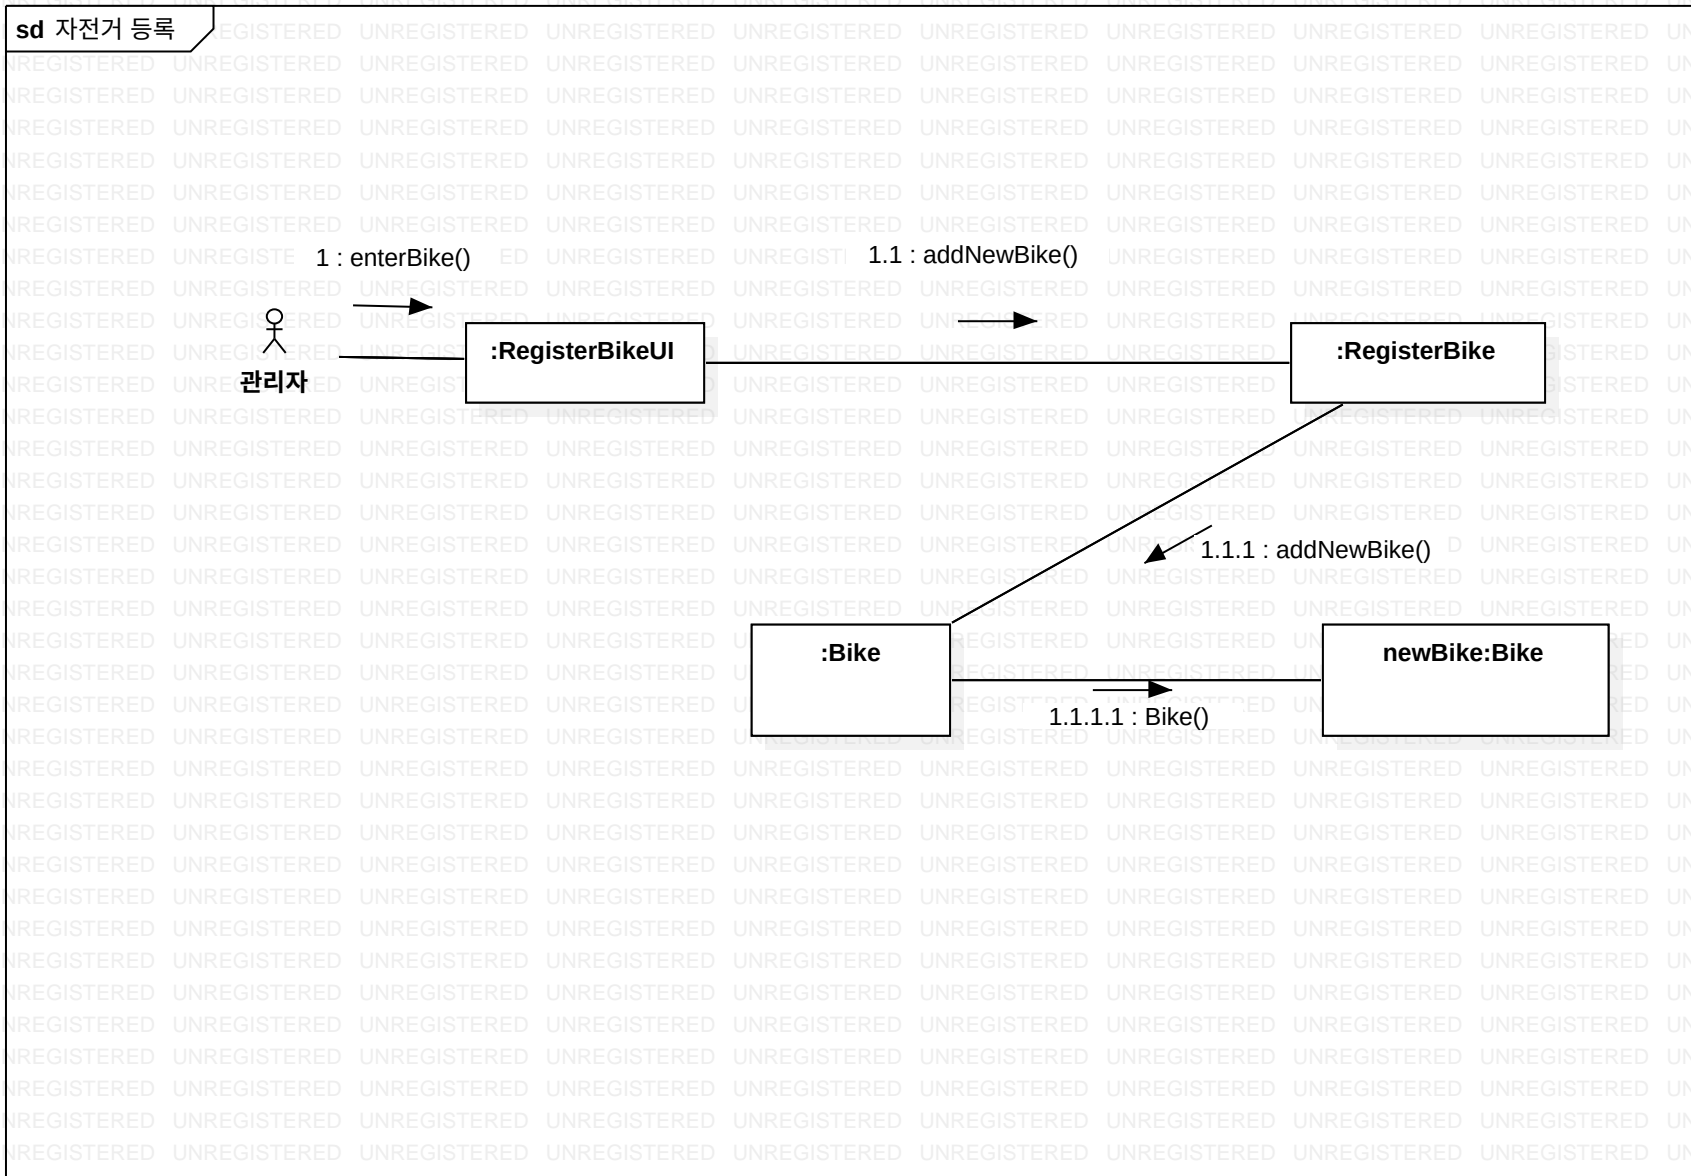 sd 자전거 등록
1 : enterBike()
1.1 : addNewBike()
:RegisterBikeUI
:RegisterBike
관리자
1.1.1 : addNewBike()
:Bike
newBike:Bike
1.1.1.1 : Bike()
UNREGISTERED